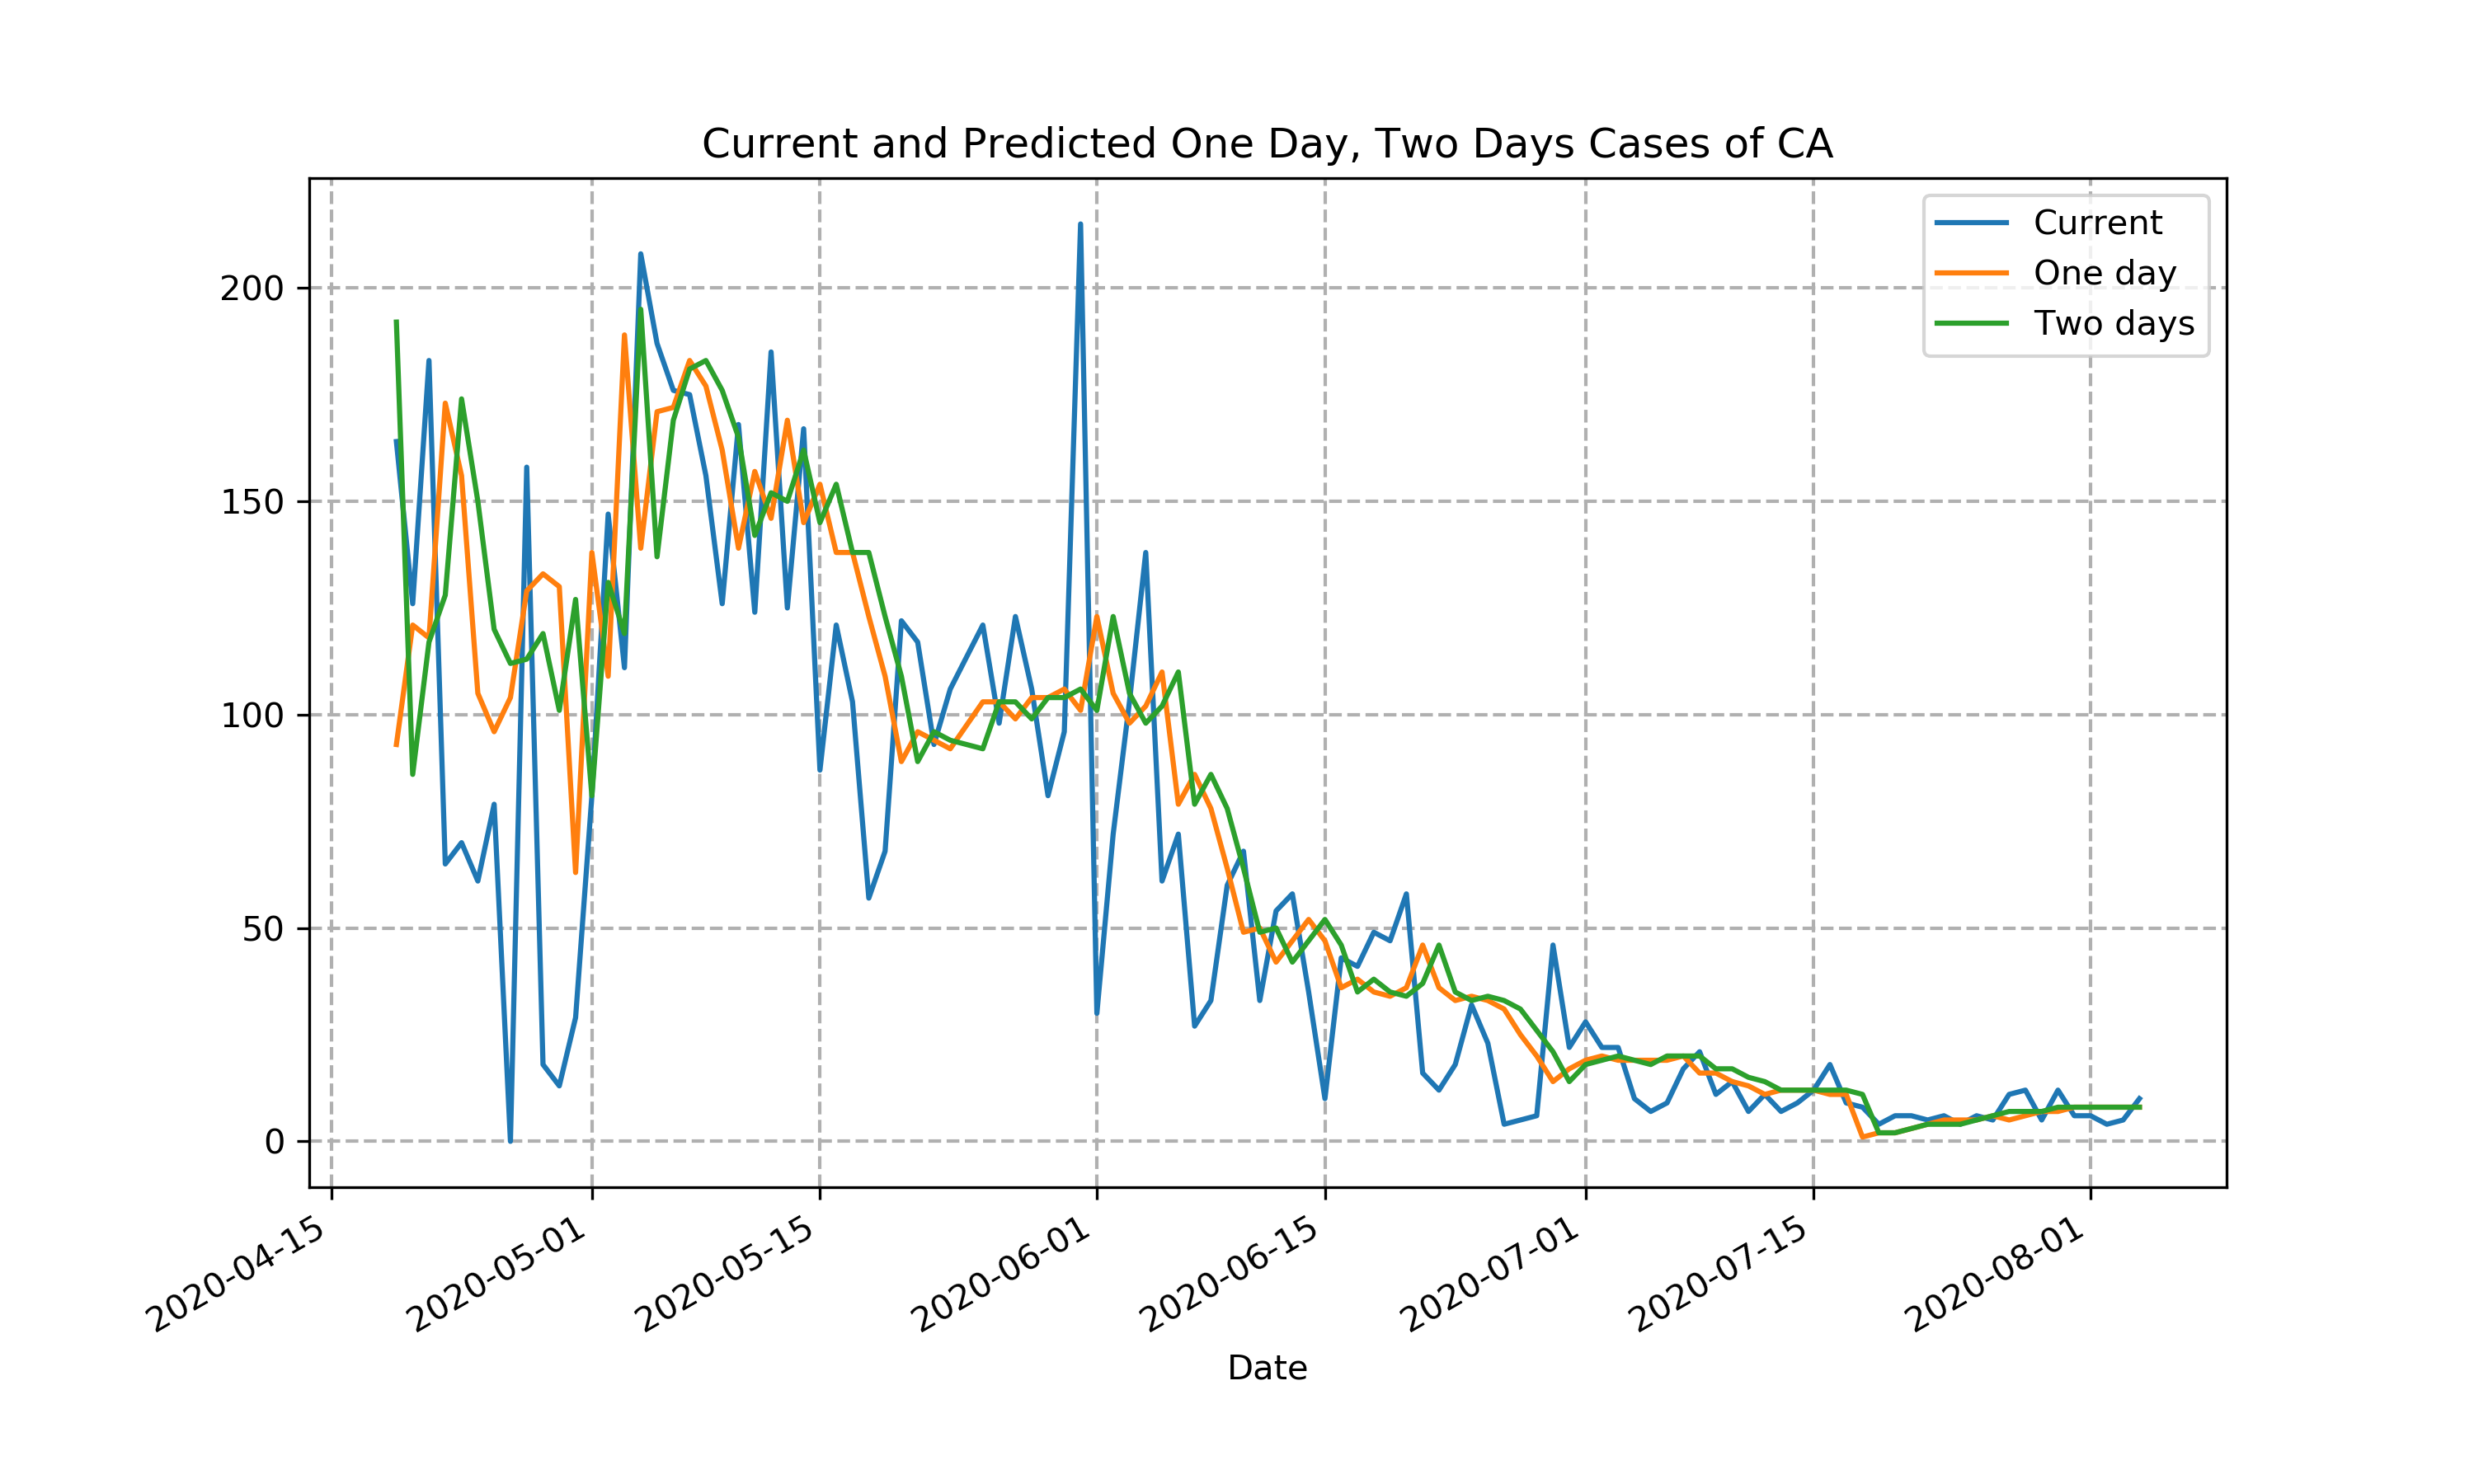 Current and Predicted One Day, Two Days Cases of CA
Current
One day
Two days
200
150
100
50
0
2020-04-15
2020-05-01
2020-05-15
2020-06-01
2020-06-15
2020-07-01
2020-07-15
2020-08-01
Date